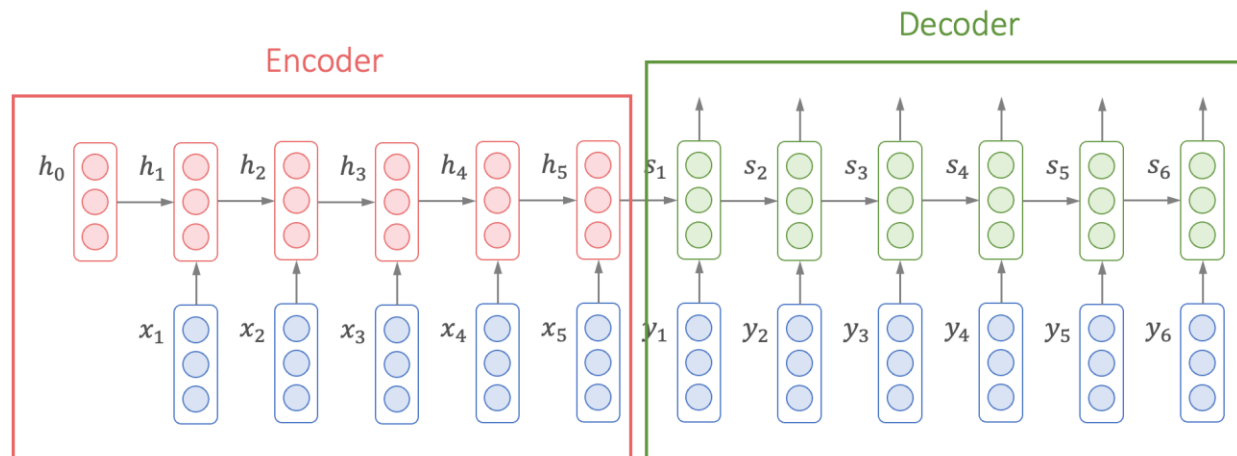 Encoder
Decoder
h₀ h₁ h₂ h₃ h₄ h₅ s₁ s₂ s₃ s₄ s₅ s₆
x₁ x₂ x₃ x₄ x₅ y₁ y₂ y₃ y₄ y₅ y₆